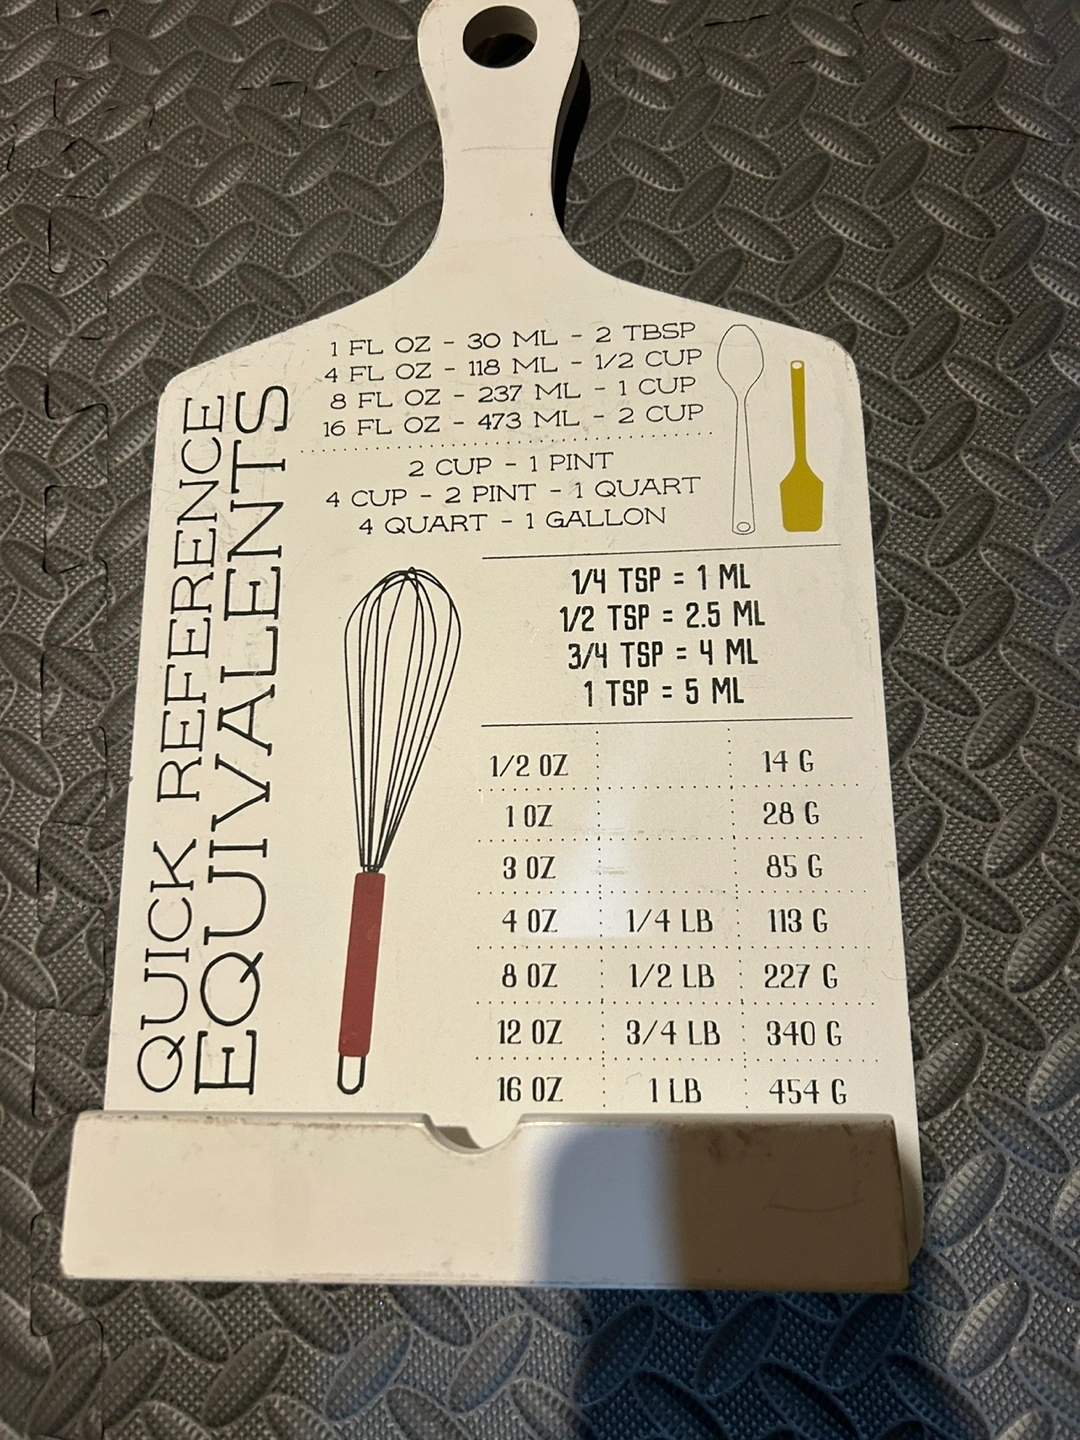 QUICK REFERENCE
EQUIVALENTS
1 FL OZ - 30 ML - 2 TBSP
4 FL OZ - 118 ML - 1/2 CUP
8 FL OZ - 237 ML - 1 CUP
16 FL OZ - 473 ML - 2 CUP
2 CUP - 1 PINT
4 CUP - 2 PINT - 1 QUART
4 QUART - 1 GALLON
1/4 TSP = 1 ML
1/2 TSP = 2.5 ML
3/4 TSP = 4 ML
1 TSP = 5 ML
1/2 OZ 14 G
1 OZ 28 G
3 OZ 85 G
4 OZ 1/4 LB 113 G
8 OZ 1/2 LB 227 G
12 OZ 3/4 LB 340 G
16 OZ 1 LB 454 G